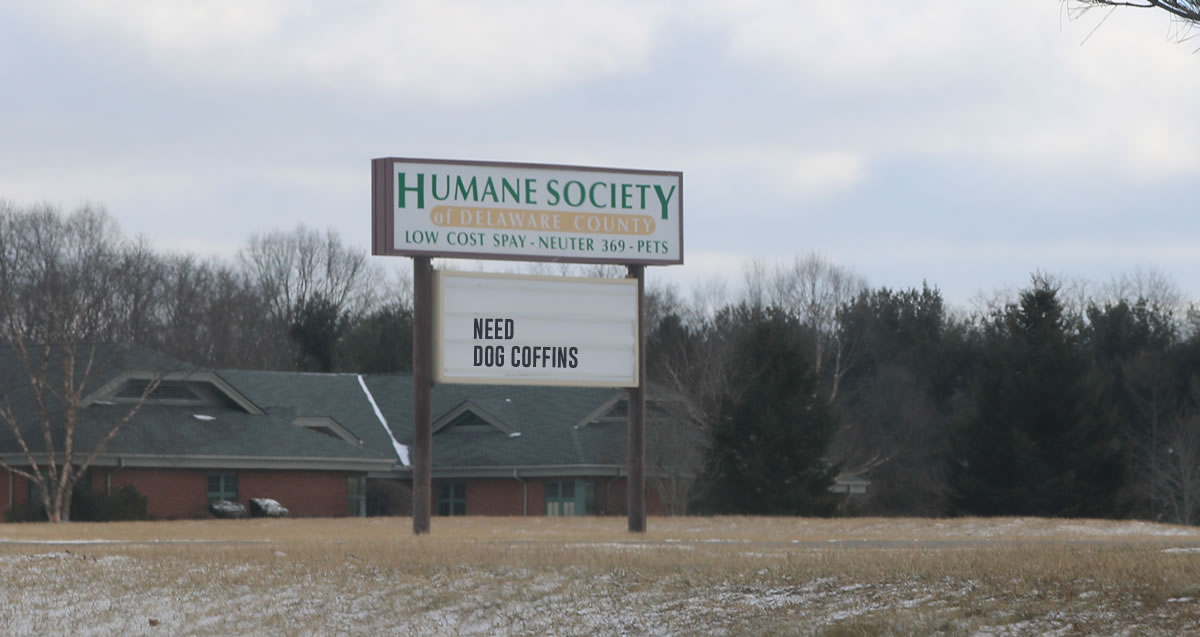 HUMANE SOCIETY
of DELAWARE COUNTY
LOW COST SPAY - NEUTER 369 - PETS
NEED
DOG COFFINS